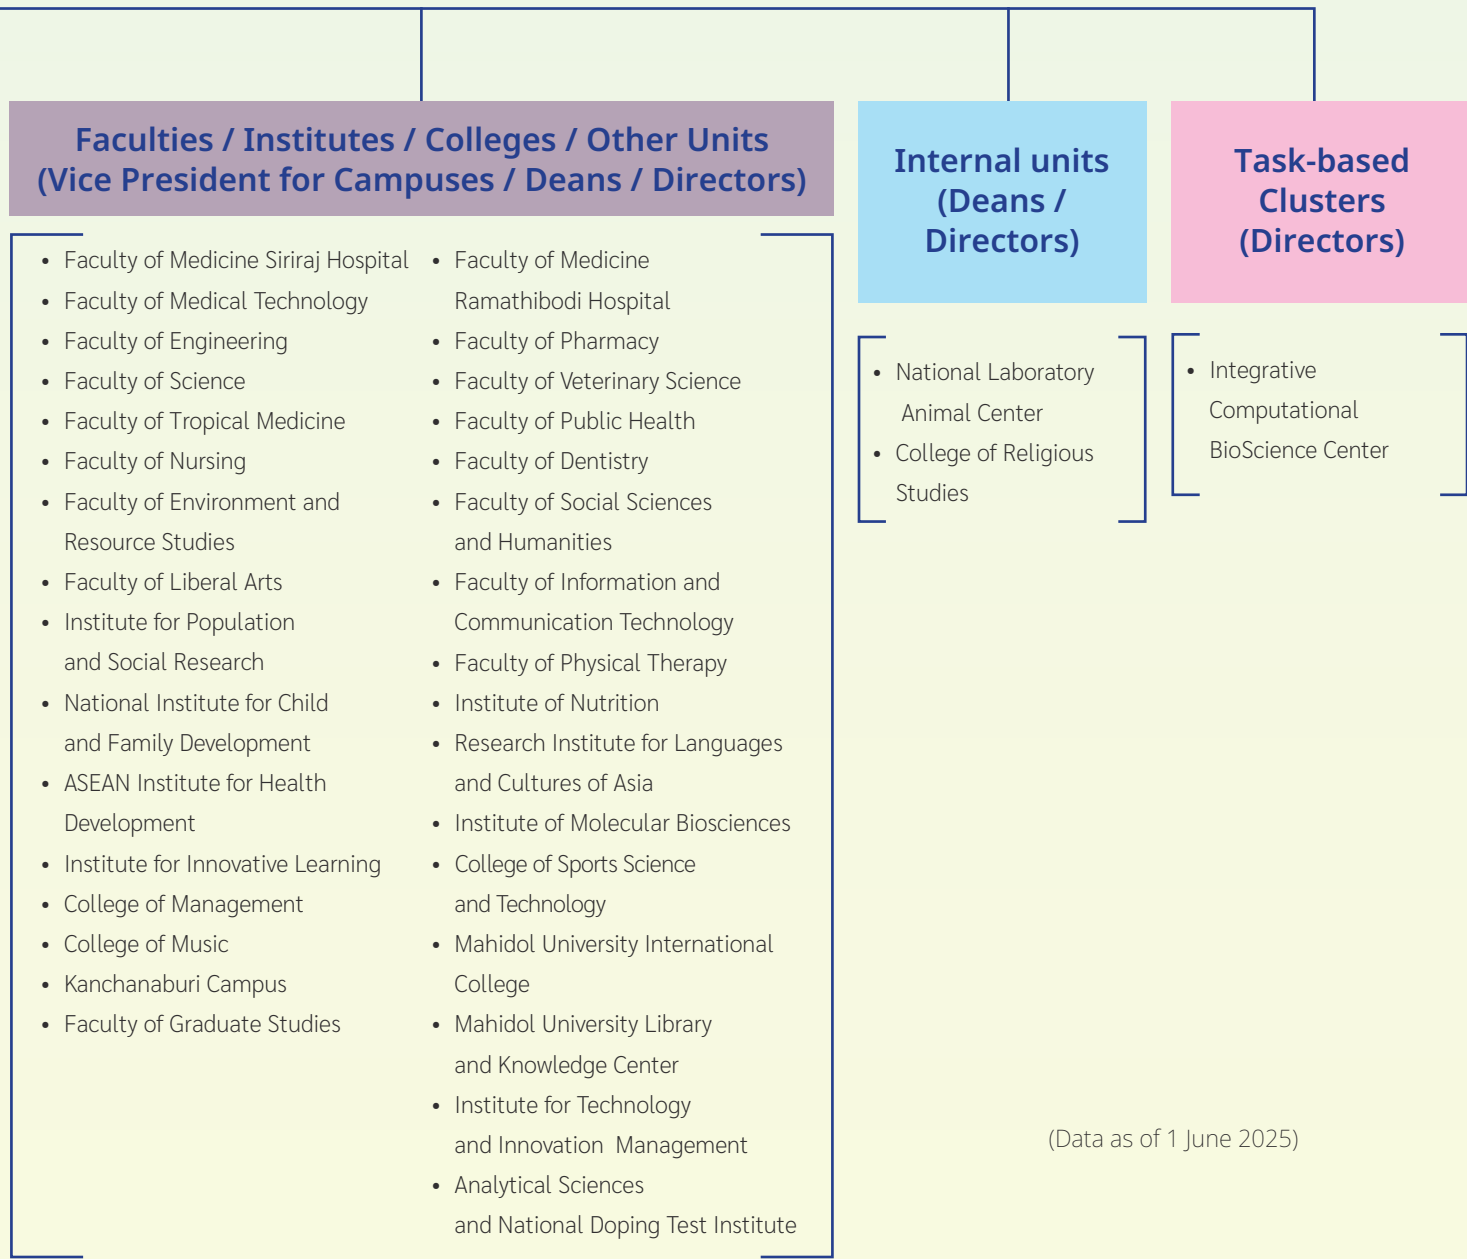 Faculties / Institutes / Colleges / Other Units
(Vice President for Campuses / Deans / Directors)
• Faculty of Medicine Siriraj Hospital
• Faculty of Medical Technology
• Faculty of Engineering
• Faculty of Science
• Faculty of Tropical Medicine
• Faculty of Nursing
• Faculty of Environment and
Resource Studies
• Faculty of Liberal Arts
• Institute for Population
and Social Research
• National Institute for Child
and Family Development
• ASEAN Institute for Health
Development
• Institute for Innovative Learning
• College of Management
• College of Music
• Kanchanaburi Campus
• Faculty of Graduate Studies
• Faculty of Medicine
Ramathibodi Hospital
• Faculty of Pharmacy
• Faculty of Veterinary Science
• Faculty of Public Health
• Faculty of Dentistry
• Faculty of Social Sciences
and Humanities
• Faculty of Information and
Communication Technology
• Faculty of Physical Therapy
• Institute of Nutrition
• Research Institute for Languages
and Cultures of Asia
• Institute of Molecular Biosciences
• College of Sports Science
and Technology
• Mahidol University International
College
• Mahidol University Library
and Knowledge Center
• Institute for Technology
and Innovation Management
• Analytical Sciences
and National Doping Test Institute
Internal units
(Deans /
Directors)
• National Laboratory
Animal Center
• College of Religious
Studies
Task-based
Clusters
(Directors)
• Integrative
Computational
BioScience Center
(Data as of 1 June 2025)